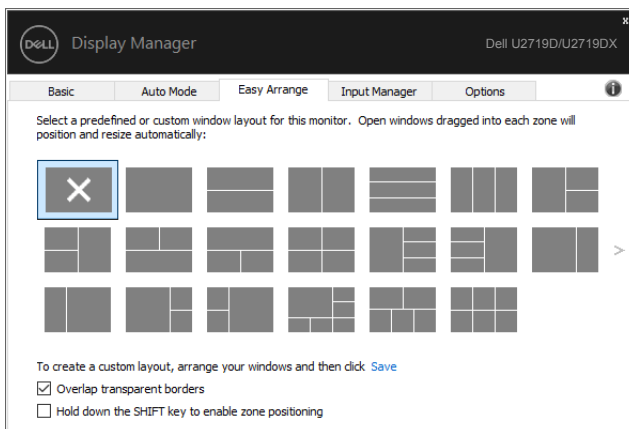 x
DELL
Display Manager
Dell U2719D/U2719DX
Basic
Auto Mode
Easy Arrange
Input Manager
Options
i
Select a predefined or custom window layout for this monitor. Open windows dragged into each zone will
position and resize automatically:
>
To create a custom layout, arrange your windows and then click Save
Overlap transparent borders
Hold down the SHIFT key to enable zone positioning